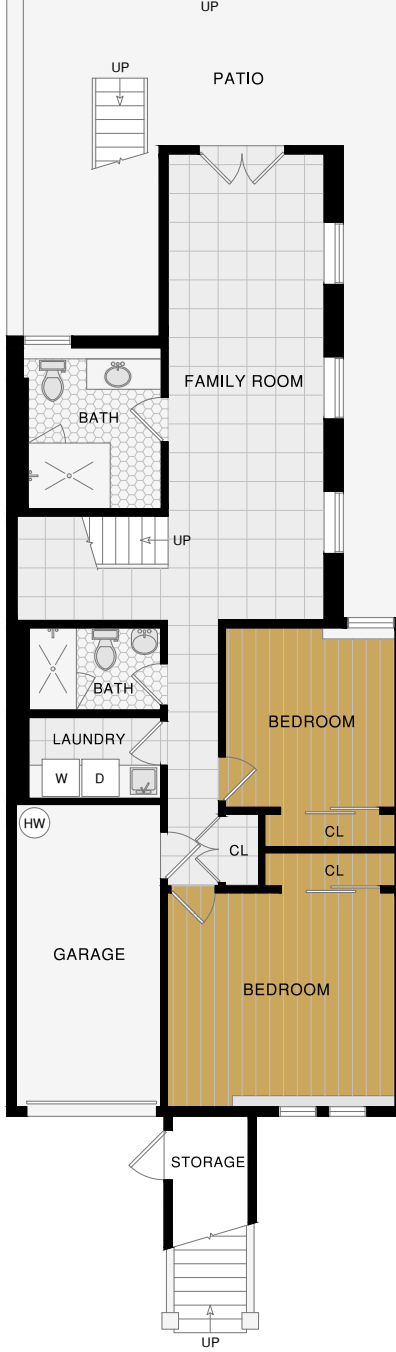 UP
UP
PATIO
FAMILY ROOM
BATH
UP
BATH
BEDROOM
LAUNDRY
W
D
HW
CL
CL
CL
GARAGE
BEDROOM
STORAGE
UP